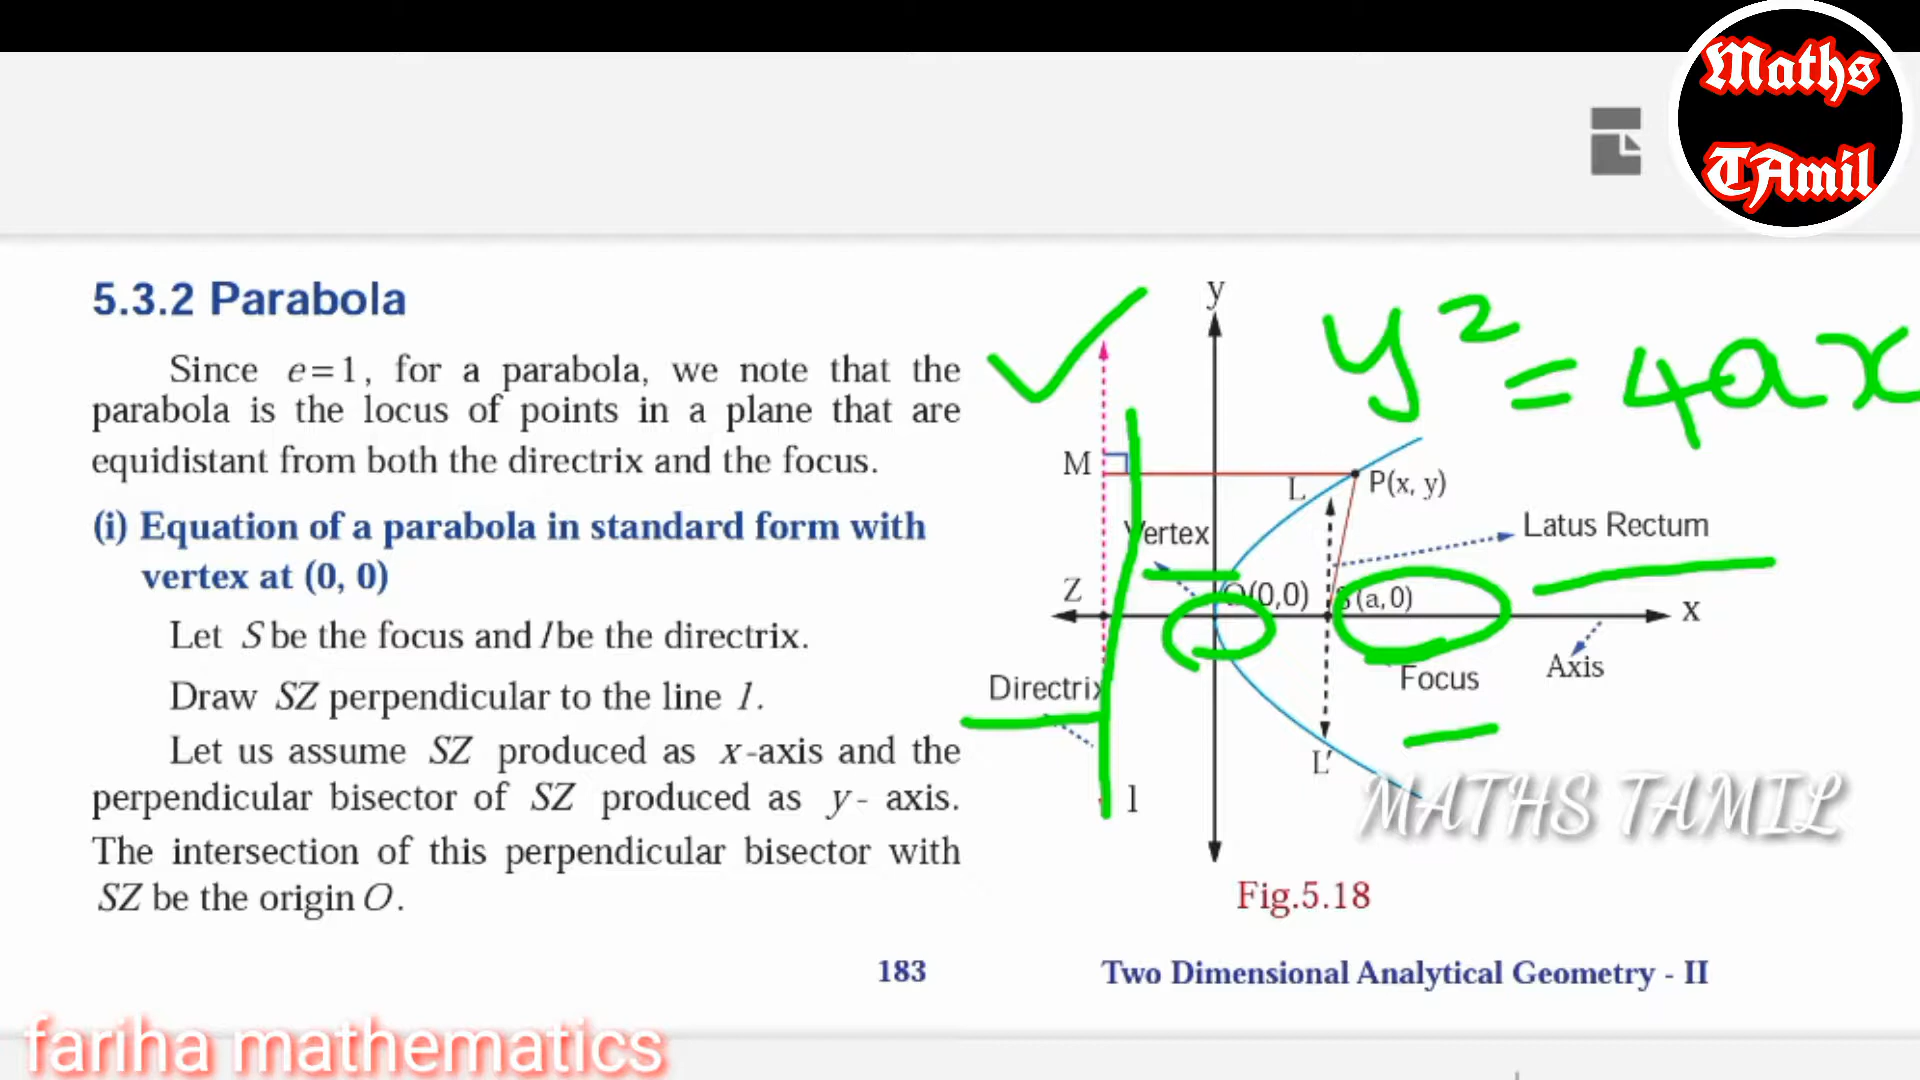 Maths
TAmil
5.3.2 Parabola
Since e=1, for a parabola, we note that the
parabola is the locus of points in a plane that are
equidistant from both the directrix and the focus.
(i) Equation of a parabola in standard form with
vertex at (0, 0)
Let S be the focus and l be the directrix.
Draw SZ perpendicular to the line l.
Let us assume SZ produced as x-axis and the
perpendicular bisector of SZ produced as y- axis.
The intersection of this perpendicular bisector with
SZ be the origin O.
y
y² = 4ax
M
L
P(x, y)
Vertex
Latus Rectum
Z
O(0,0)
S(a,0)
x
Axis
Directrix
Focus
L′
l
MATHS TAMIL
Fig.5.18
183
Two Dimensional Analytical Geometry - II
fariha mathematics